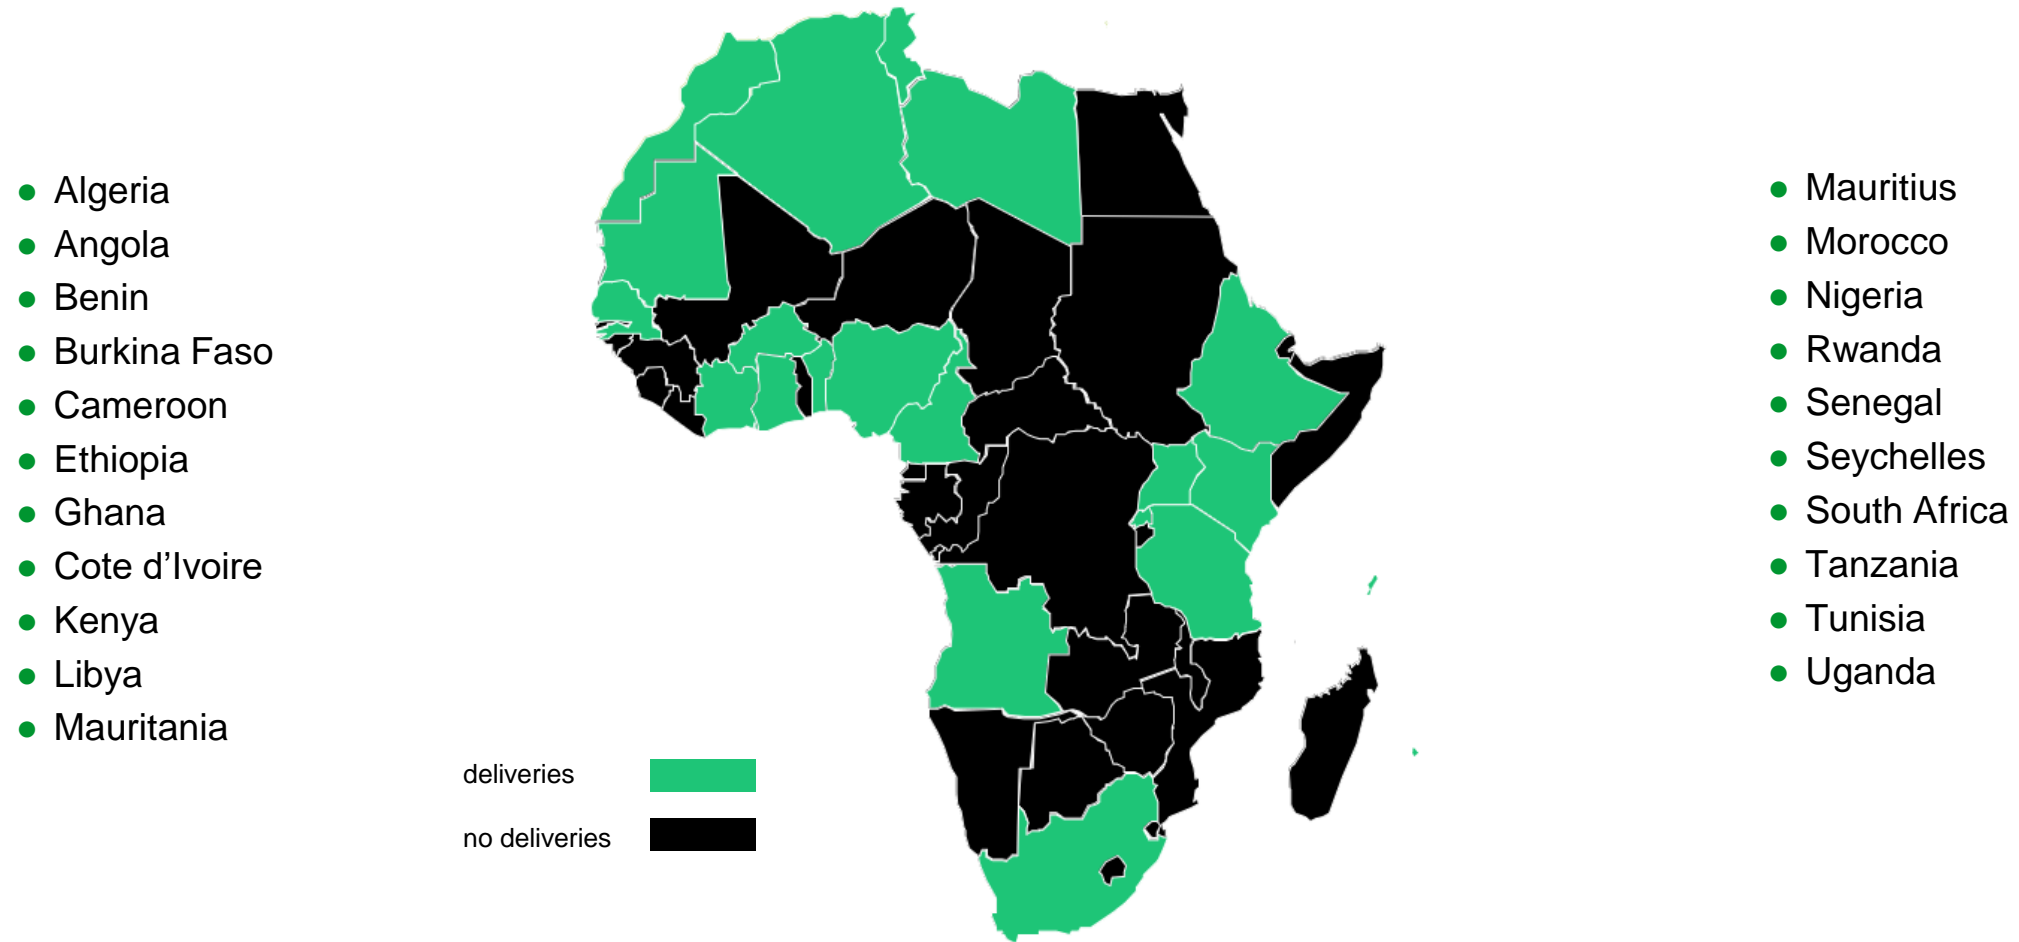 ● Algeria
● Angola
● Benin
● Burkina Faso
● Cameroon
● Ethiopia
● Ghana
● Cote d’Ivoire
● Kenya
● Libya
● Mauritania
deliveries
no deliveries
● Mauritius
● Morocco
● Nigeria
● Rwanda
● Senegal
● Seychelles
● South Africa
● Tanzania
● Tunisia
● Uganda